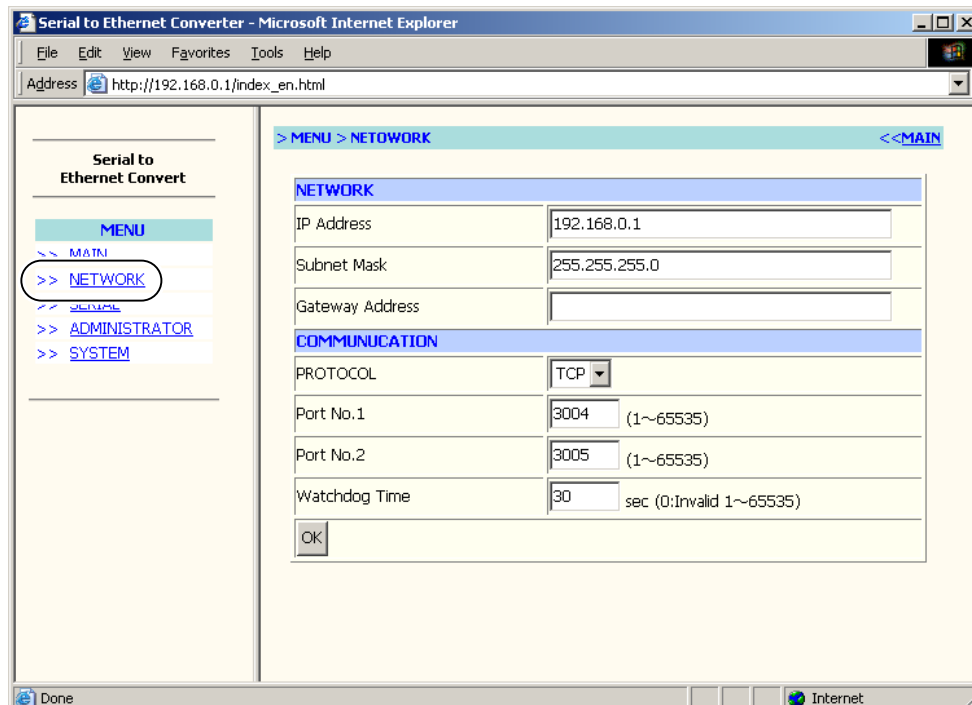 Serial to Ethernet Converter - Microsoft Internet Explorer
File Edit View Favorites Tools Help
Address http://192.168.0.1/index_en.html
Serial to
Ethernet Convert
MENU
>> MAIN
>> NETWORK
>> SERIAL
>> ADMINISTRATOR
>> SYSTEM
> MENU > NETOWORK <<MAIN
NETWORK
IP Address 192.168.0.1
Subnet Mask 255.255.255.0
Gateway Address
COMMUNUCATION
PROTOCOL TCP
Port No.1 3004 (1~65535)
Port No.2 3005 (1~65535)
Watchdog Time 30 sec (0:Invalid 1~65535)
OK
Done Internet